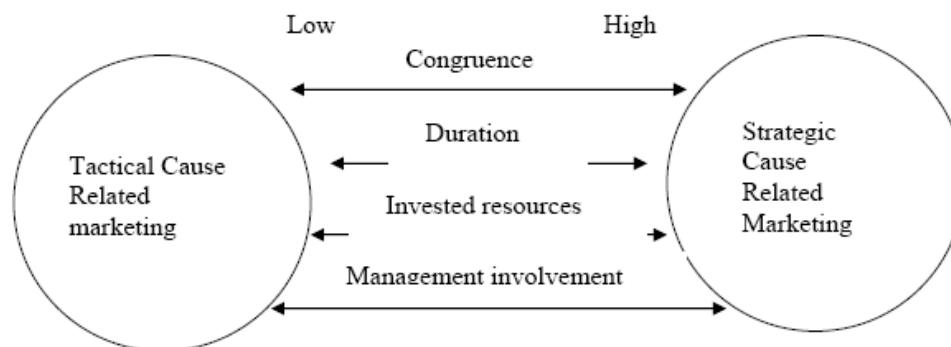 Low High
Congruence
Duration
Invested resources
Management involvement
Tactical Cause
Related
marketing
Strategic
Cause
Related
Marketing